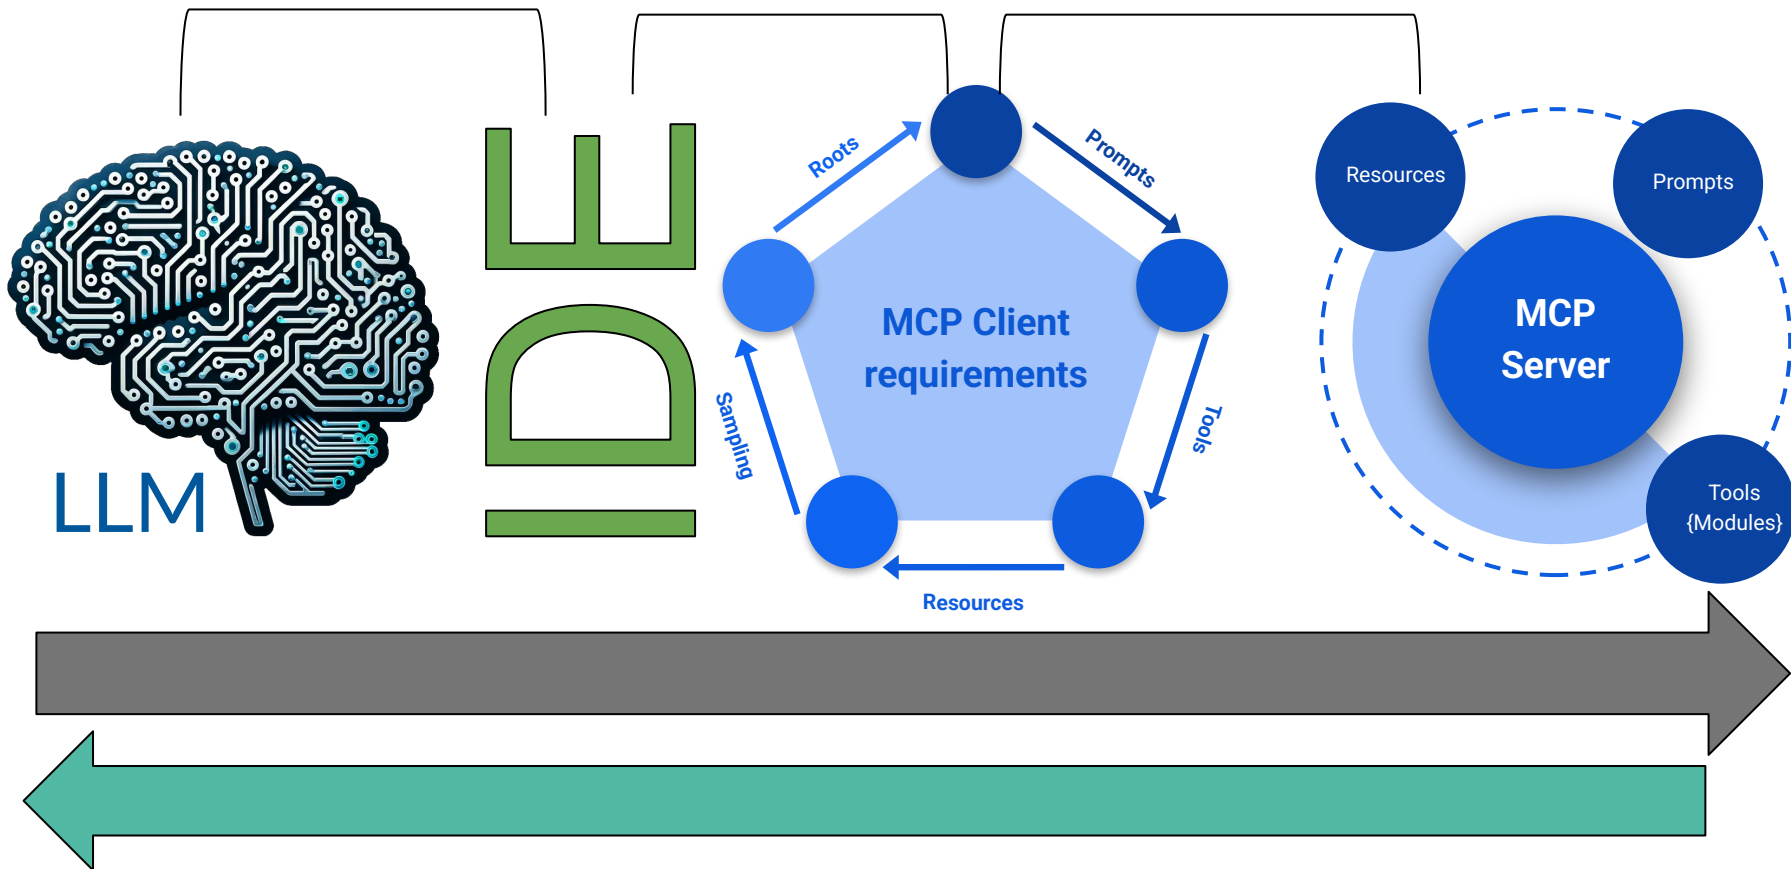 LLM
IDE
Roots
Prompts
Tools
Resources
Sampling
MCP Client
requirements
Resources
Prompts
MCP
Server
Tools
{Modules}